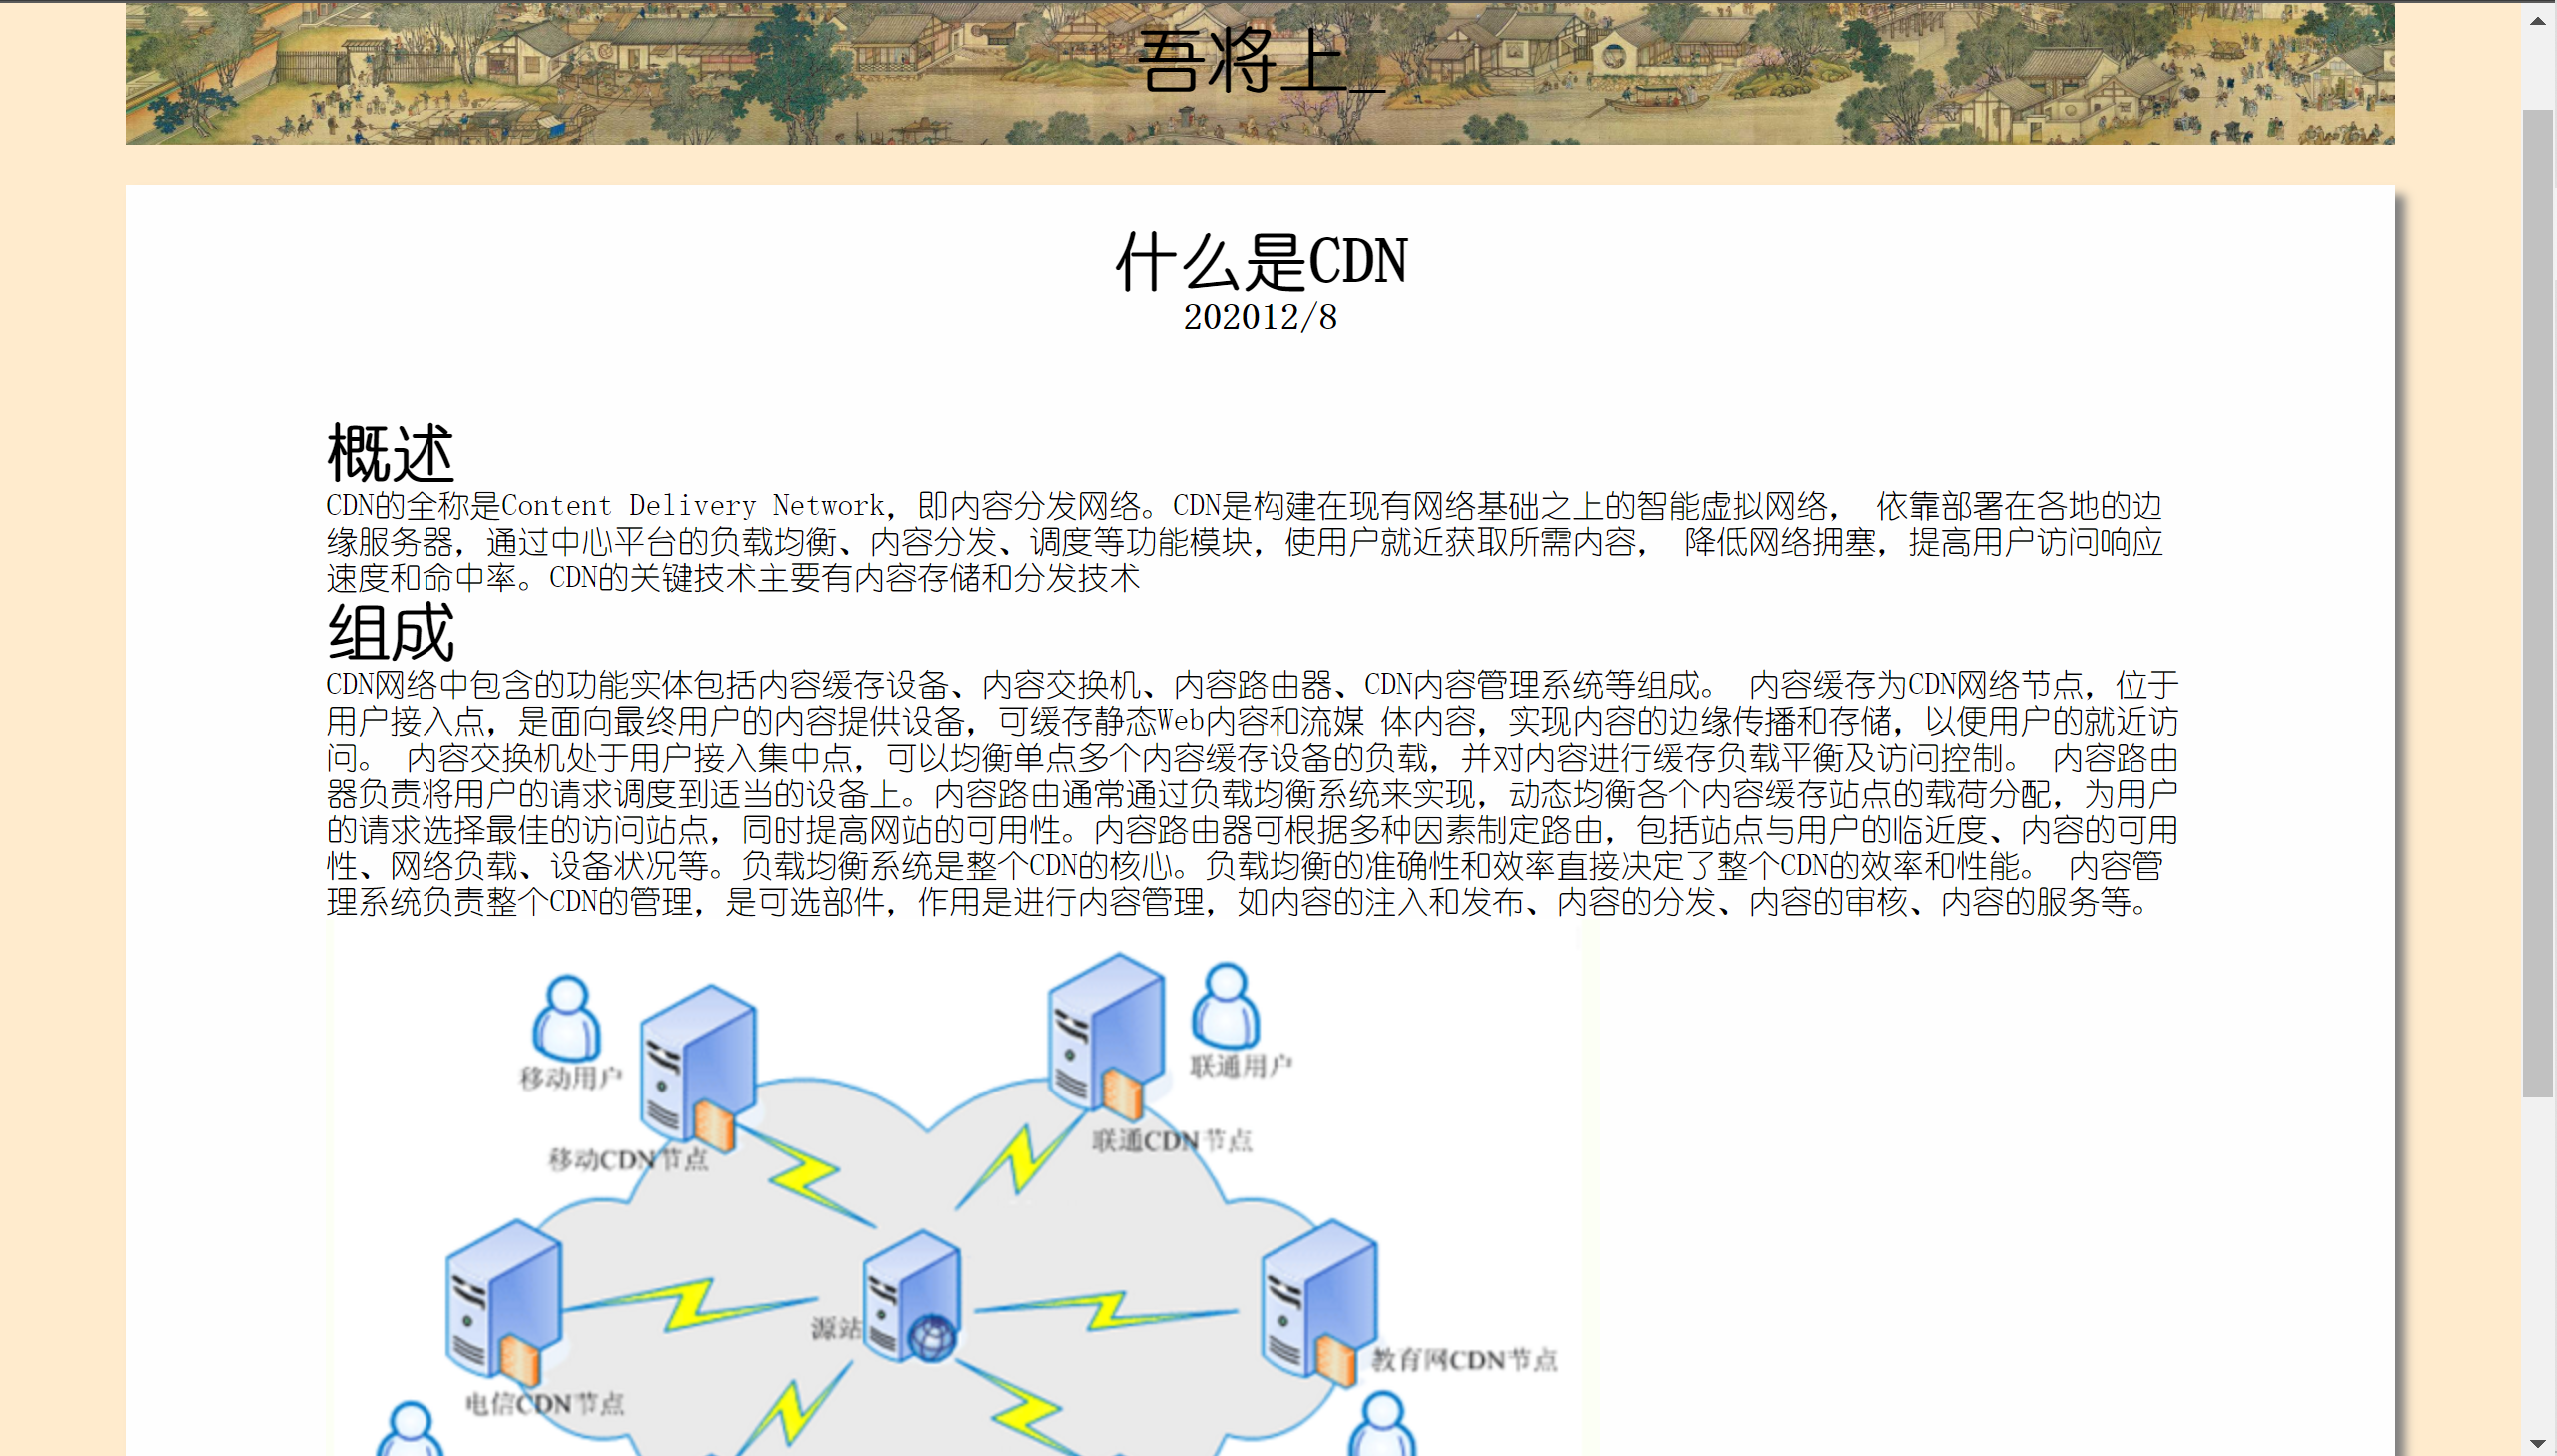 吾将上_
什么是CDN
202012/8
概述
CDN的全称是Content Delivery Network，即内容分发网络。CDN是构建在现有网络基础之上的智能虚拟网络， 依靠部署在各地的边
缘服务器，通过中心平台的负载均衡、内容分发、调度等功能模块，使用户就近获取所需内容， 降低网络拥塞，提高用户访问响应
速度和命中率。CDN的关键技术主要有内容存储和分发技术
组成
CDN网络中包含的功能实体包括内容缓存设备、内容交换机、内容路由器、CDN内容管理系统等组成。 内容缓存为CDN网络节点，位于
用户接入点，是面向最终用户的内容提供设备，可缓存静态Web内容和流媒 体内容，实现内容的边缘传播和存储，以便用户的就近访
问。 内容交换机处于用户接入集中点，可以均衡单点多个内容缓存设备的负载，并对内容进行缓存负载平衡及访问控制。 内容路由
器负责将用户的请求调度到适当的设备上。内容路由通常通过负载均衡系统来实现，动态均衡各个内容缓存站点的载荷分配，为用户
的请求选择最佳的访问站点，同时提高网站的可用性。内容路由器可根据多种因素制定路由，包括站点与用户的临近度、内容的可用
性、网络负载、设备状况等。负载均衡系统是整个CDN的核心。负载均衡的准确性和效率直接决定了整个CDN的效率和性能。 内容管
理系统负责整个CDN的管理，是可选部件，作用是进行内容管理，如内容的注入和发布、内容的分发、内容的审核、内容的服务等。
移动用户
联通用户
移动CDN节点
联通CDN节点
源站
教育网CDN节点
电信CDN节点